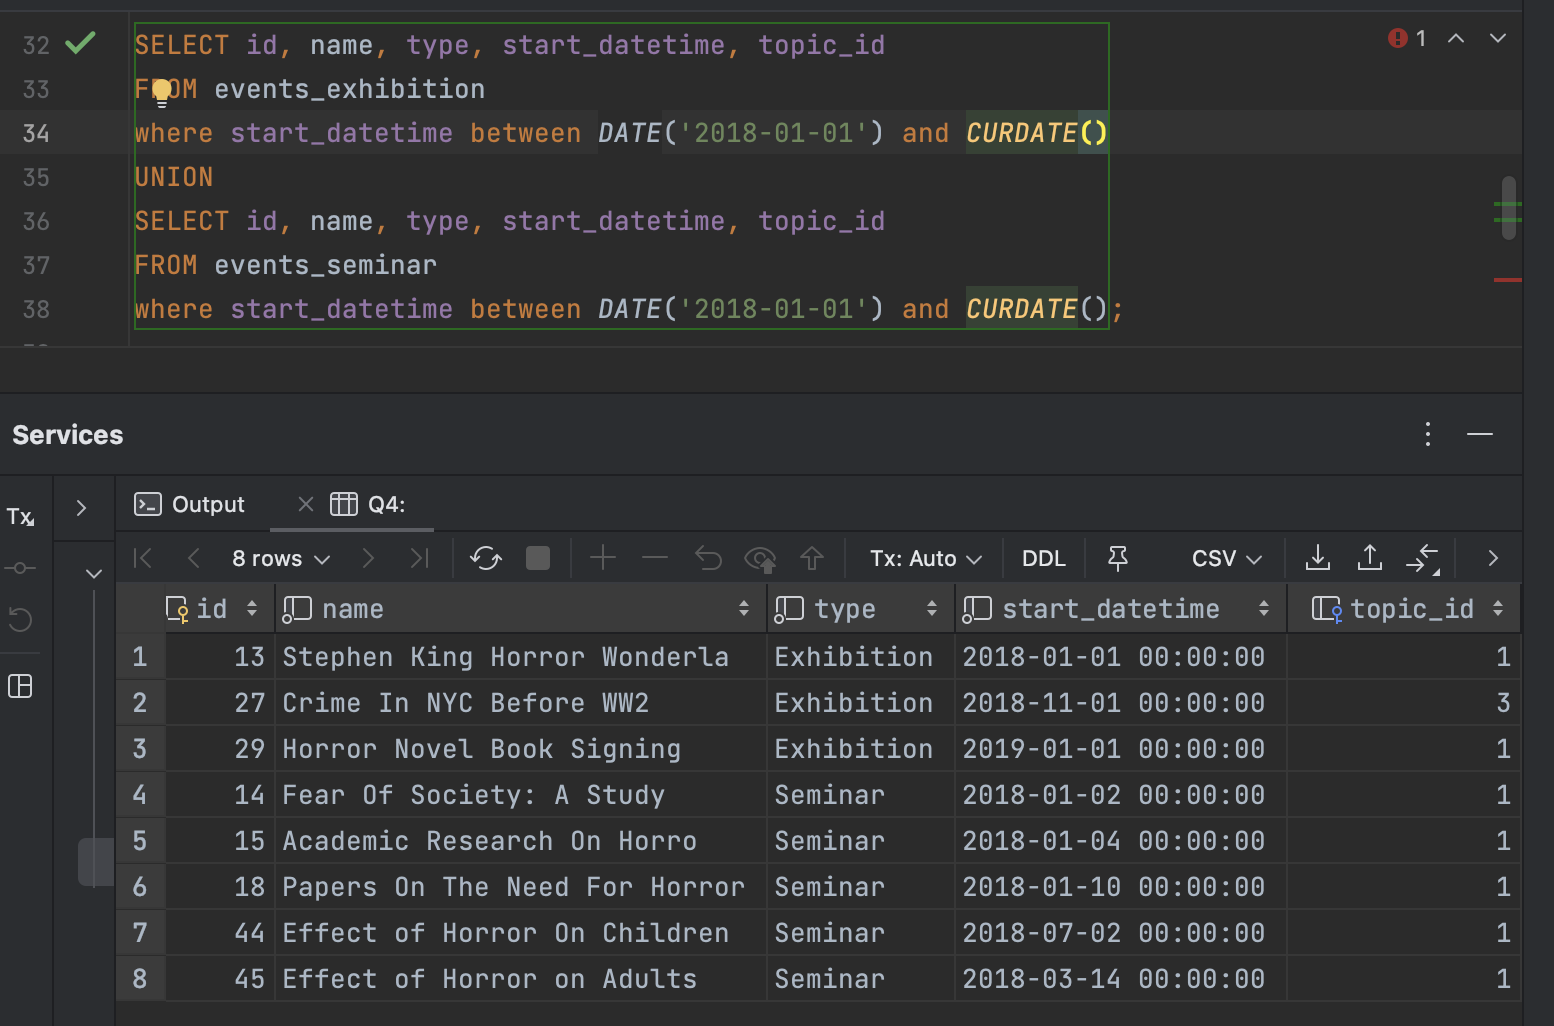 32 SELECT id, name, type, start_datetime, topic_id
1
33 FROM events_exhibition
34 where start_datetime between DATE('2018-01-01') and CURDATE()
35 UNION
36 SELECT id, name, type, start_datetime, topic_id
37 FROM events_seminar
38 where start_datetime between DATE('2018-01-01') and CURDATE();
Services
Tx
Output Q4:
8 rows Tx: Auto DDL CSV
id name type start_datetime topic_id
1 13 Stephen King Horror Wonderla Exhibition 2018-01-01 00:00:00 1
2 27 Crime In NYC Before WW2 Exhibition 2018-11-01 00:00:00 3
3 29 Horror Novel Book Signing Exhibition 2019-01-01 00:00:00 1
4 14 Fear Of Society: A Study Seminar 2018-01-02 00:00:00 1
5 15 Academic Research On Horro Seminar 2018-01-04 00:00:00 1
6 18 Papers On The Need For Horror Seminar 2018-01-10 00:00:00 1
7 44 Effect of Horror On Children Seminar 2018-07-02 00:00:00 1
8 45 Effect of Horror on Adults Seminar 2018-03-14 00:00:00 1